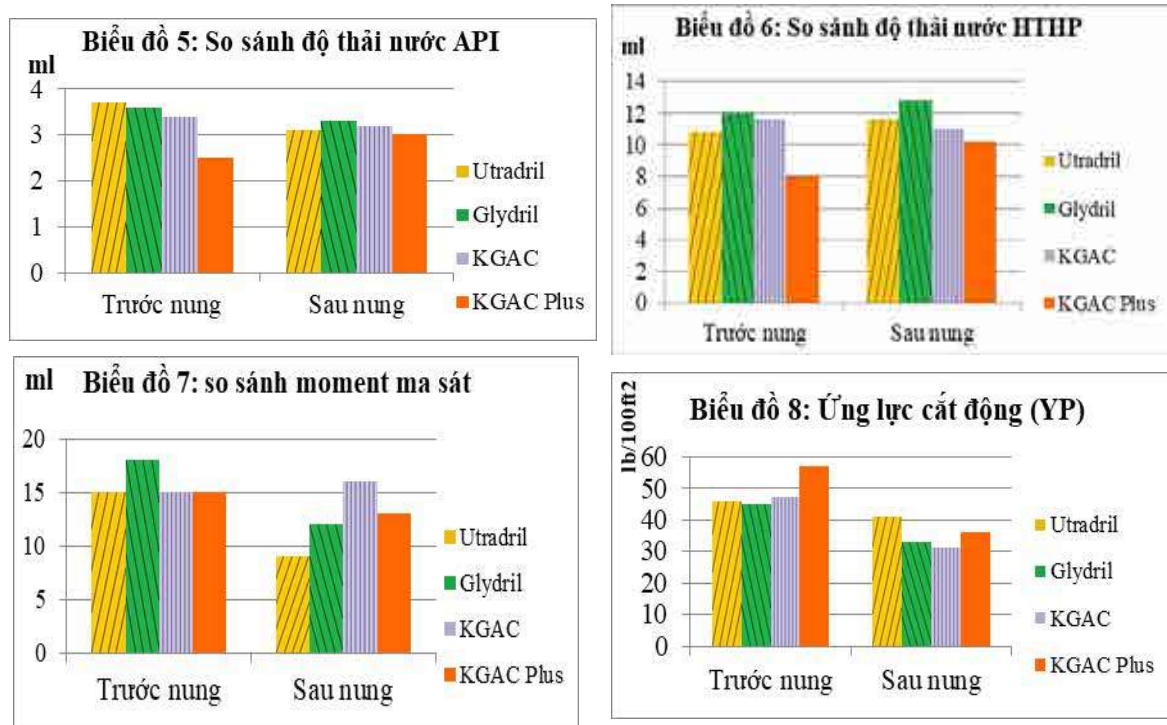 Biểu đồ 5: So sánh độ thải nước API
ml
4
3
2
1
0
Trước nung
Sau nung
Utradril
Glydril
KGAC
KGAC Plus
Biểu đồ 6: So sánh độ thải nước HTHP
ml
14
12
10
8
6
4
2
0
Trước nung
Sau nung
Utradril
Glydril
KGAC
KGAC Plus
ml
Biểu đồ 7: so sánh moment ma sát
20
15
10
5
0
Trước nung
Sau nung
Utradril
Glydril
KGAC
KGAC Plus
Biểu đồ 8: Ứng lực cắt động (YP)
lb/100ft2
60
50
40
30
20
10
0
Trước nung
Sau nung
Utradril
Glydril
KGAC
KGAC Plus